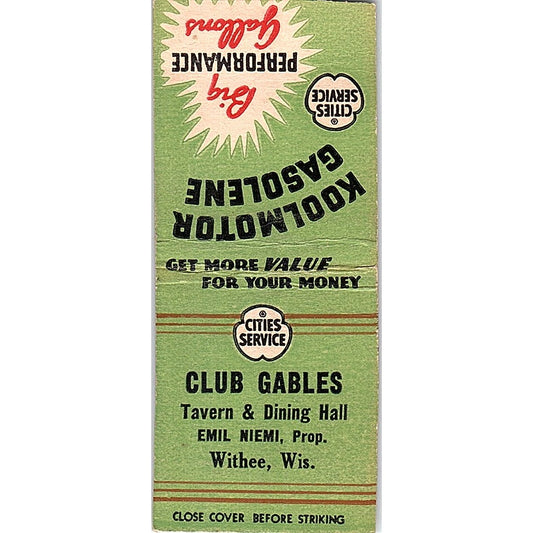 Big
PERFORMANCE
Gallons
CITIES
SERVICE
KOOLMOTOR
GASOLENE
GET MORE VALUE
FOR YOUR MONEY
CITIES
SERVICE
CLUB GABLES
Tavern & Dining Hall
EMIL NIEMI, Prop.
Withee, Wis.
CLOSE COVER BEFORE STRIKING